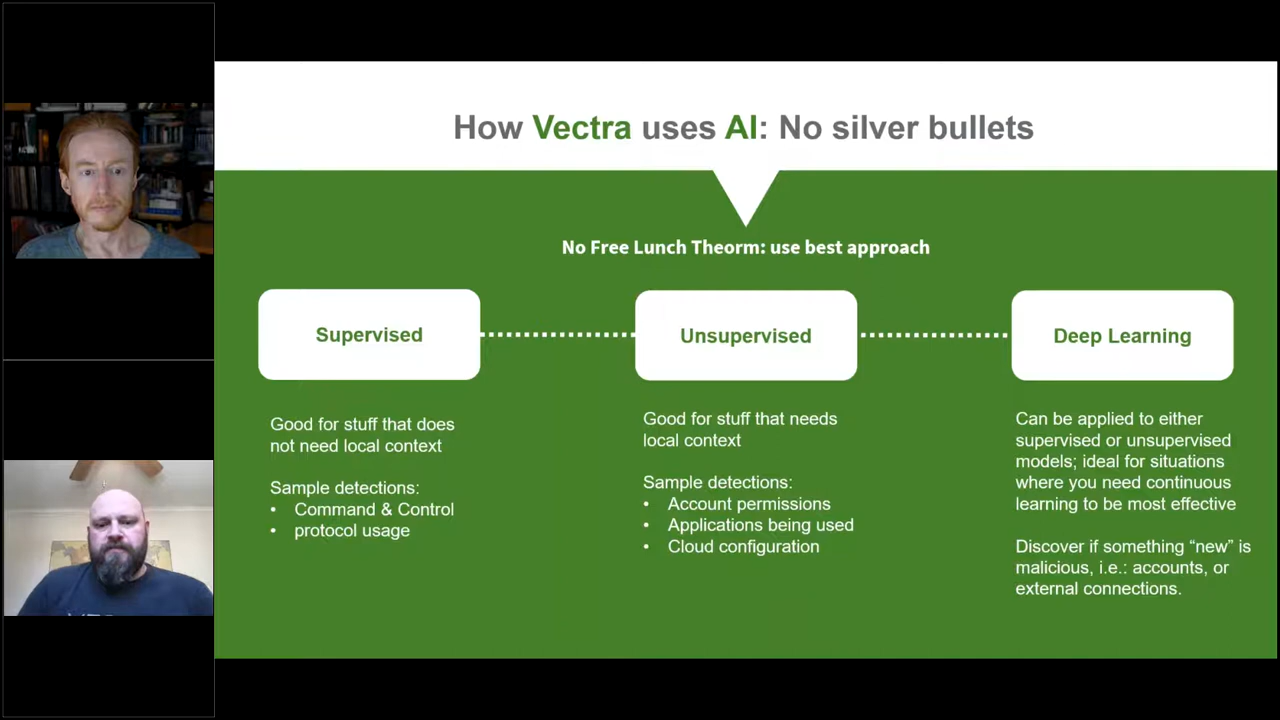 How Vectra uses AI: No silver bullets
No Free Lunch Theorm: use best approach
Supervised
Good for stuff that does
not need local context
Sample detections:
• Command & Control
• protocol usage
Unsupervised
Good for stuff that needs
local context
Sample detections:
• Account permissions
• Applications being used
• Cloud configuration
Deep Learning
Can be applied to either
supervised or unsupervised
models; ideal for situations
where you need continuous
learning to be most effective
Discover if something “new” is
malicious, i.e.: accounts, or
external connections.